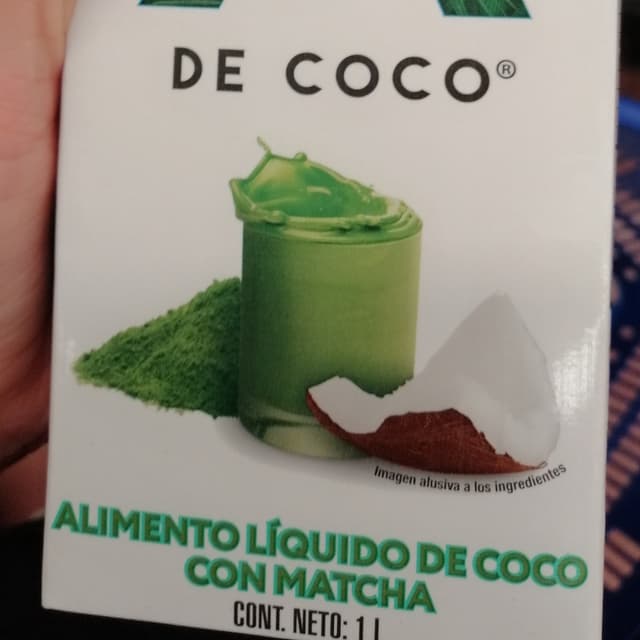 DE COCO®
Imagen alusiva a los ingredientes
ALIMENTO LÍQUIDO DE COCO
CON MATCHA
CONT. NETO: 1 L